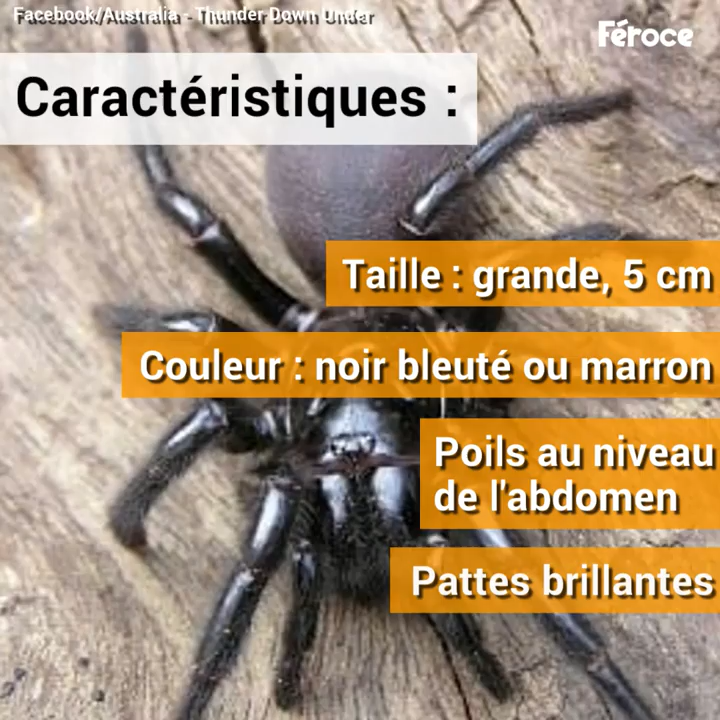 Facebook/Australia - Thunder Down Under
Féroce
Caractéristiques :
Taille : grande, 5 cm
Couleur : noir bleuté ou marron
Poils au niveau
de l'abdomen
Pattes brillantes